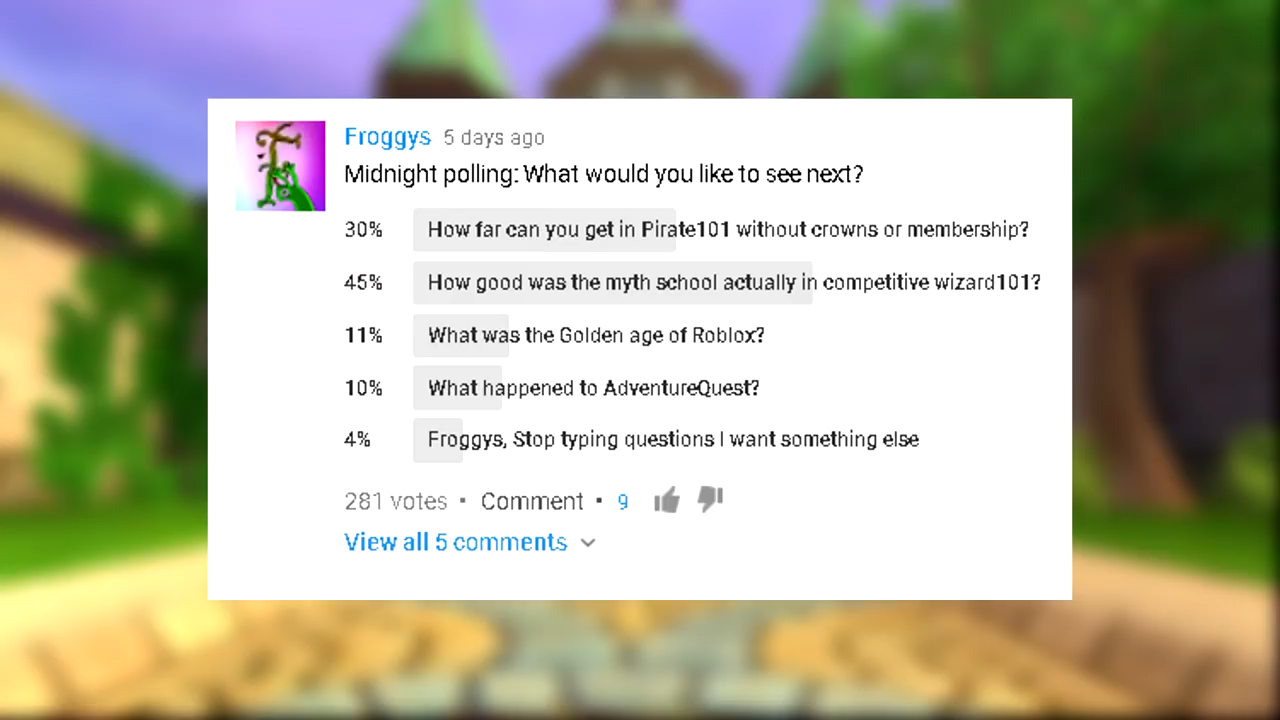 Froggys 5 days ago
Midnight polling: What would you like to see next?
30% How far can you get in Pirate101 without crowns or membership?
45% How good was the myth school actually in competitive wizard101?
11% What was the Golden age of Roblox?
10% What happened to AdventureQuest?
4% Froggys, Stop typing questions I want something else
281 votes • Comment • 9
View all 5 comments